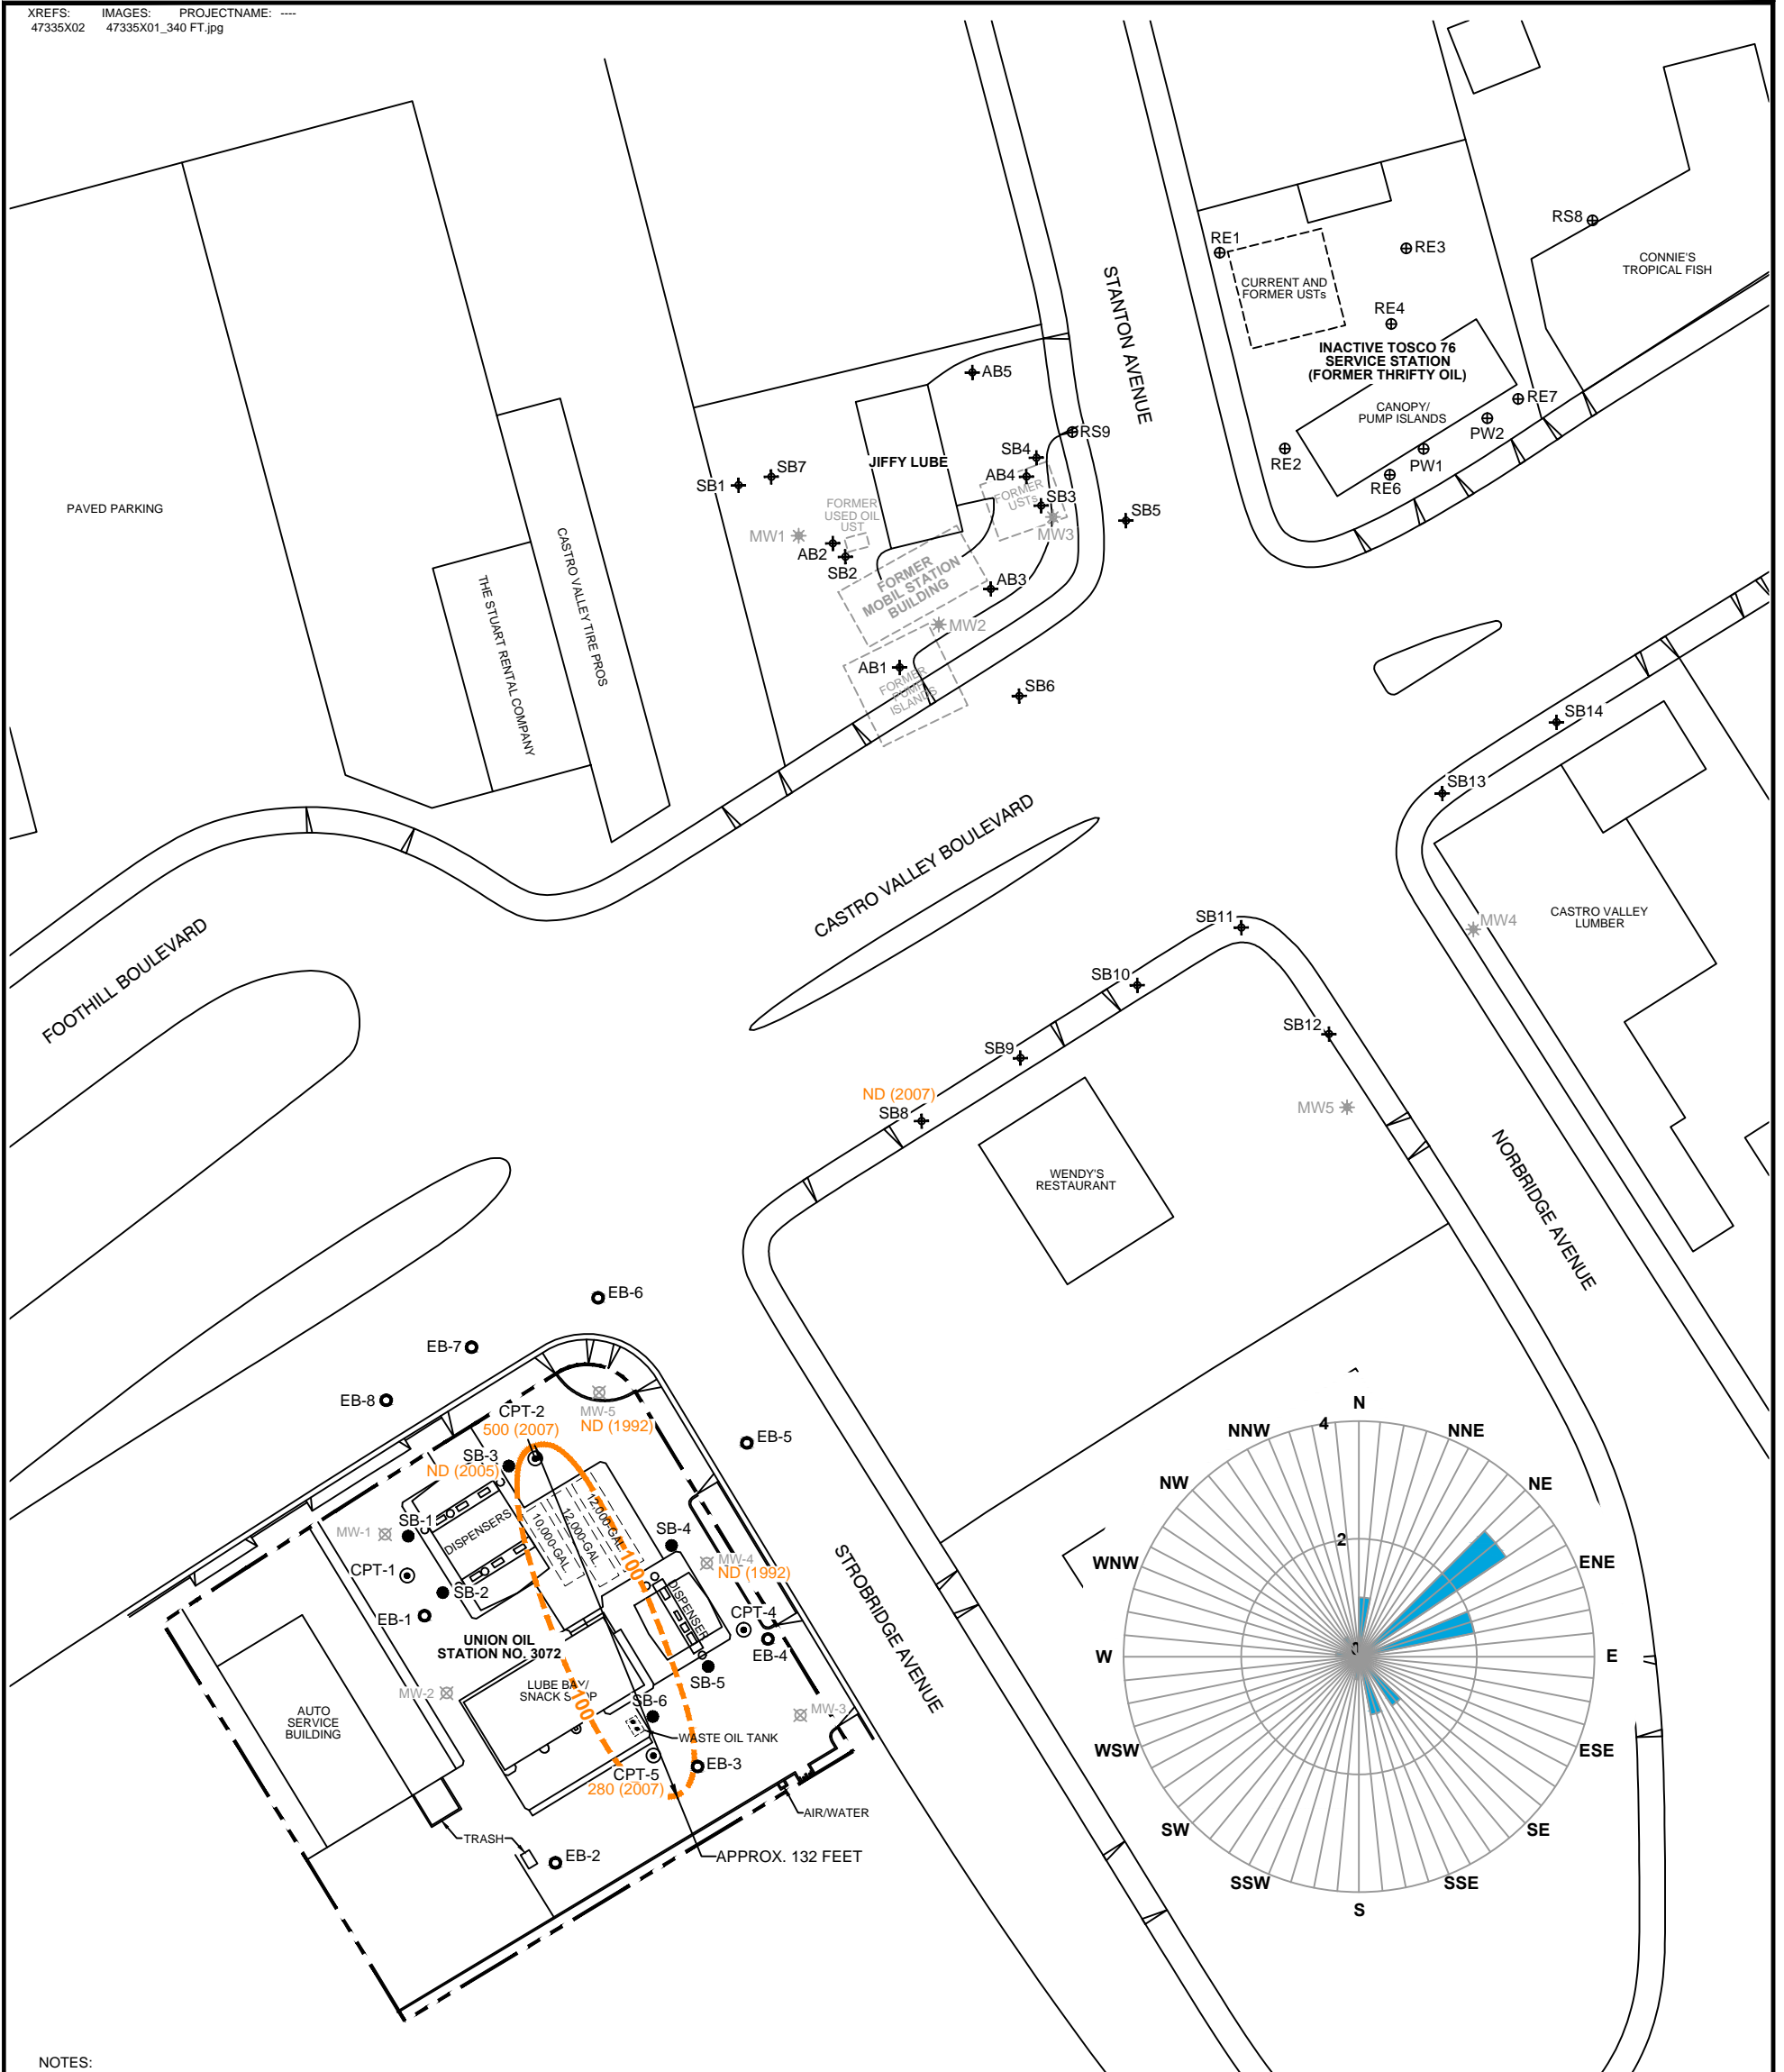 XREFS: IMAGES: PROJECTNAME: ----
47335X02 47335X01_340 FT.jpg
RS8
RE1
RE3
CONNIE'S
TROPICAL FISH
CURRENT AND
FORMER USTs
STANTON AVENUE
RE4
INACTIVE TOSCO 76
SERVICE STATION
(FORMER THRIFTY OIL)
AB5
RE7
CANOPY/
PUMP ISLANDS
PW2
RS9
SB4
RE2
PW1
RE6
JIFFY LUBE
SB7
SB1
AB4
FORMER
USTs
SB3
SB5
MW3
PAVED PARKING
FORMER
USED OIL
UST
MW1
AB2
SB2
CASTRO VALLEY TIRE PROS
THE STUART RENTAL COMPANY
FORMER
MOBIL STATION
BUILDING
AB3
MW2
AB1
FORMER
PUMP
ISLANDS
SB6
SB14
SB13
CASTRO VALLEY BOULEVARD
CASTRO VALLEY
LUMBER
MW4
SB11
FOOTHILL BOULEVARD
SB10
SB12
SB9
ND (2007)
SB8
MW5
WENDY'S
RESTAURANT
NORBRIDGE AVENUE
EB-6
EB-7
EB-8
MW-5
ND (1992)
CPT-2
500 (2007)
EB-5
SB-3
ND (2005)
DISPENSERS
10,000-GAL
12,000-GAL
12,000-GAL
100
MW-1
SB-1
SB-4
MW-4
ND (1992)
CPT-1
SB-2
DISPENSER
CPT-4
EB-1
EB-4
UNION OIL
STATION NO. 3072
STROBRIDGE AVENUE
SB-5
LUBE BAY/
SNACK SHOP
100
MW-2
SB-6
MW-3
AUTO
SERVICE
BUILDING
WASTE OIL TANK
CPT-5
280 (2007)
EB-3
AIR/WATER
TRASH
EB-2
APPROX. 132 FEET
N
NNW
4
NNE
NW
NE
2
WNW
ENE
W
E
WSW
ESE
SW
SE
SSW
SSE
S
NOTES: